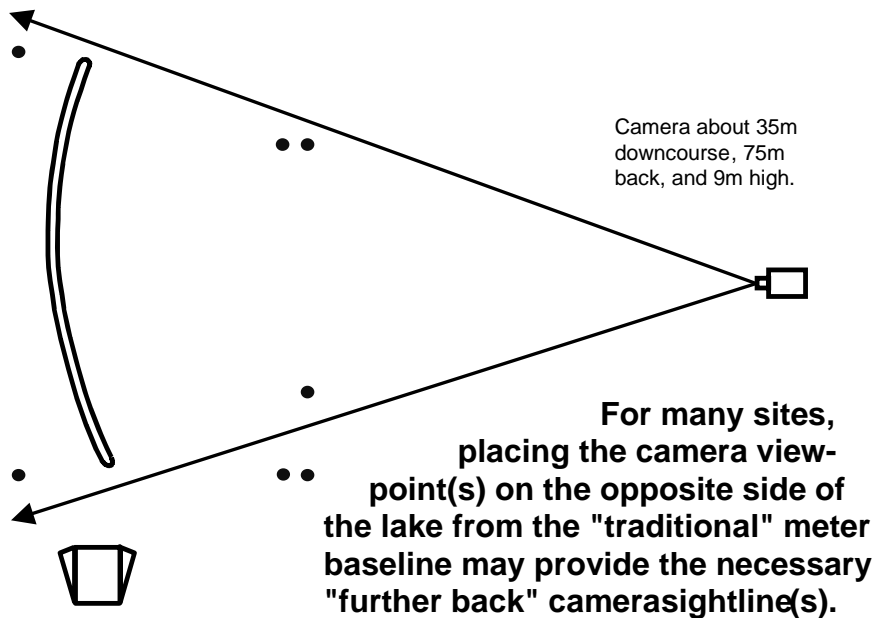 Camera about 35m
downcourse, 75m
back, and 9m high.
For many sites,
placing the camera view-
point(s) on the opposite side of
the lake from the "traditional" meter
baseline may provide the necessary
"further back" camerasightline(s).